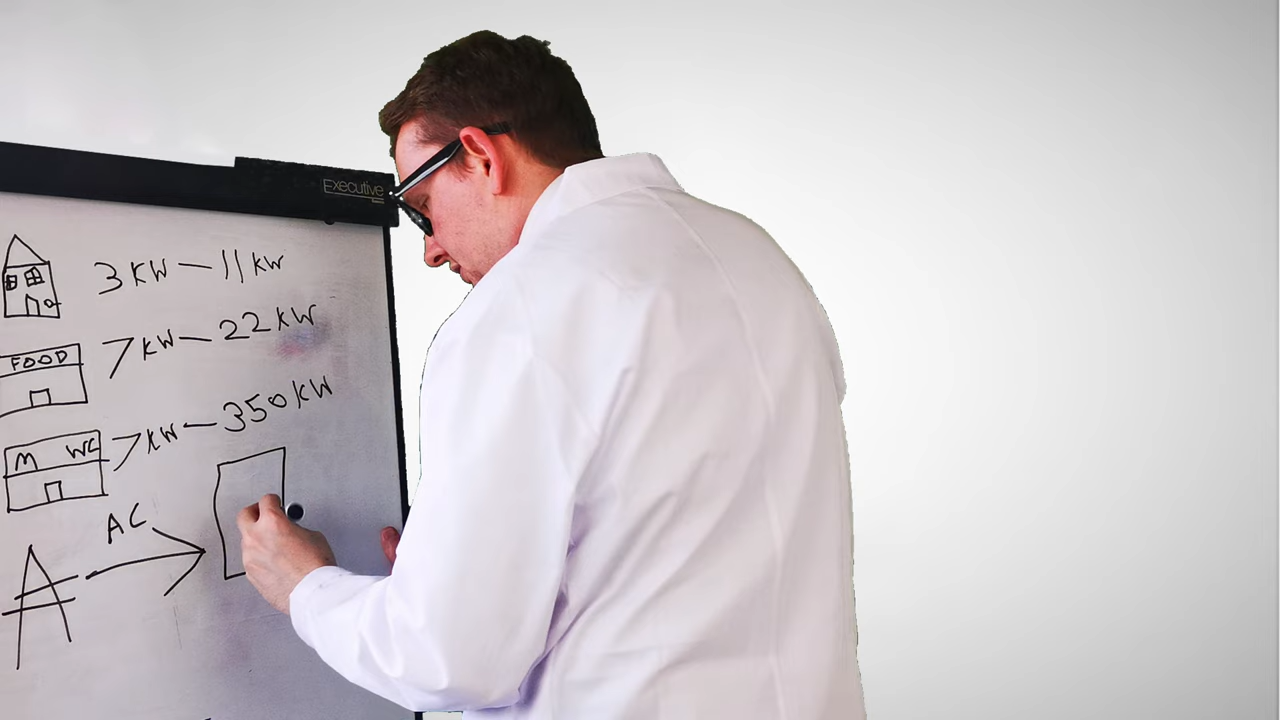 Executive
3KW — 11KW
FOOD
7KW — 22KW
M WC
7KW — 350KW
AC